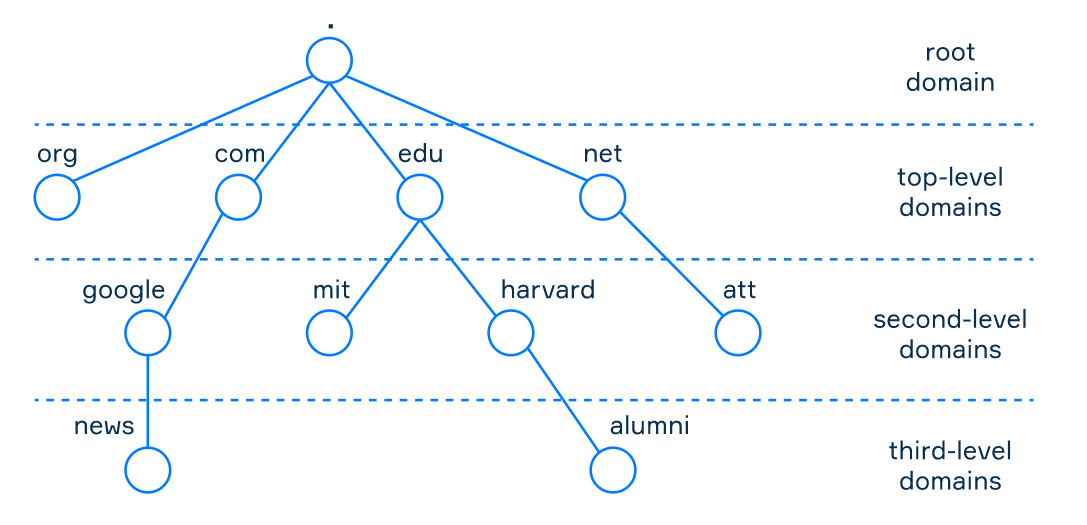 .
root
domain
org com edu net
top-level
domains
google mit harvard att
second-level
domains
news alumni
third-level
domains